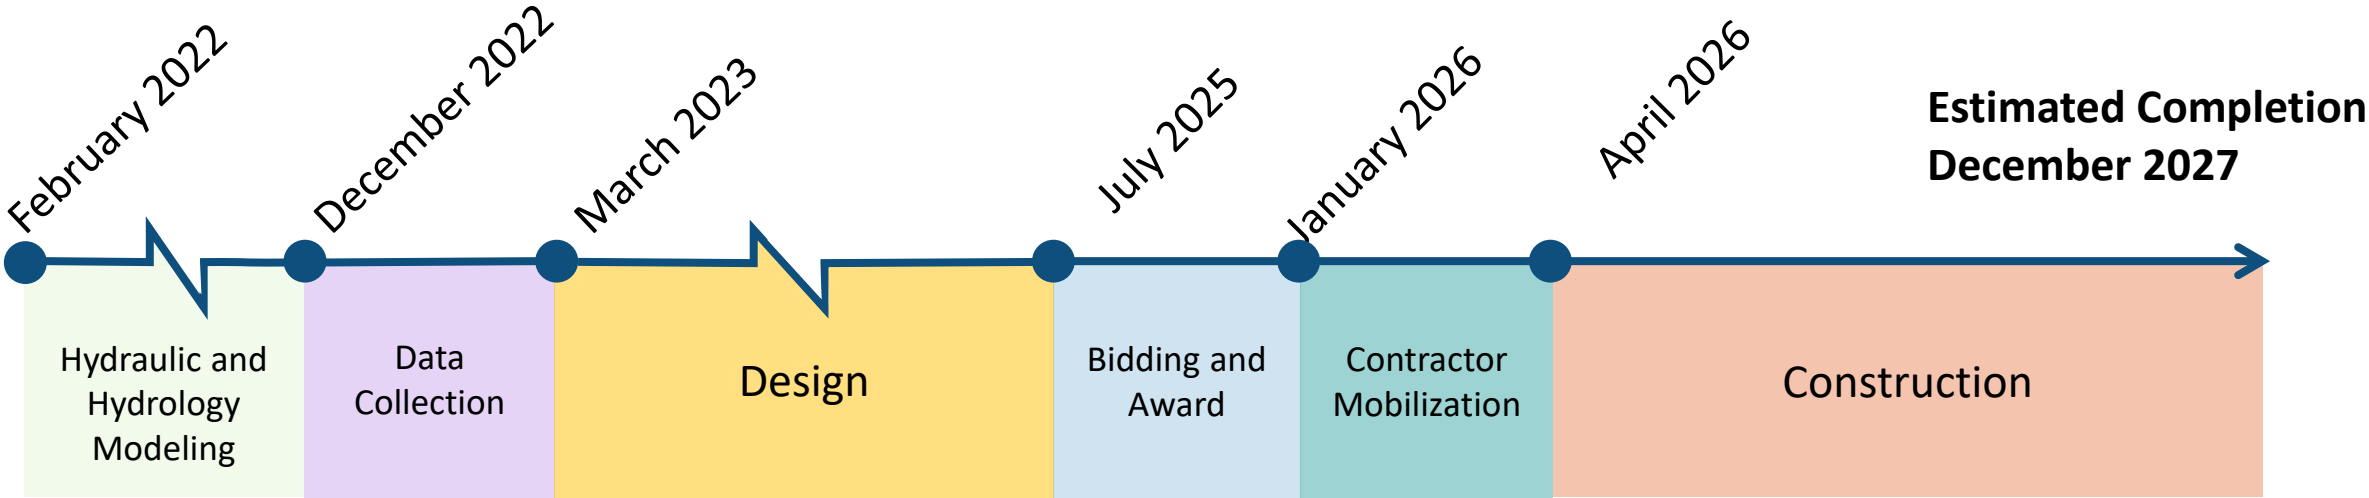 February 2022
December 2022
March 2023
July 2025
January 2026
April 2026
Estimated Completion
December 2027
Hydraulic and
Hydrology
Modeling
Data
Collection
Design
Bidding and
Award
Contractor
Mobilization
Construction